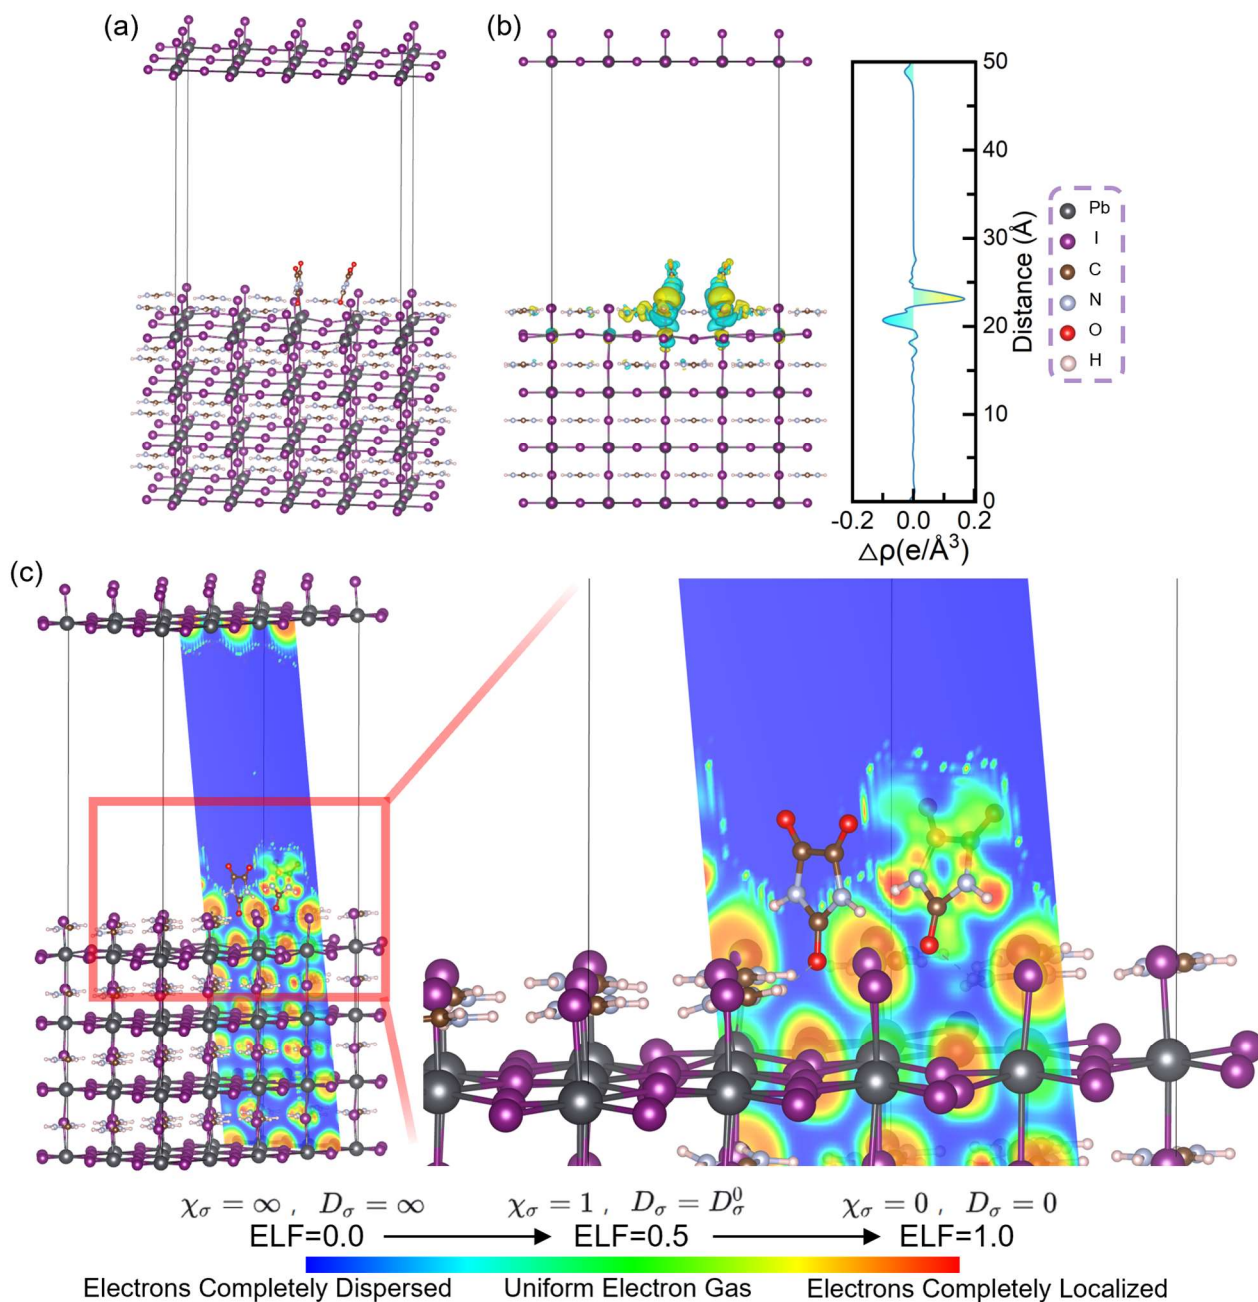 (a)
(b)
50
40
30
20
10
0
Distance (Å)
-0.2 0.0 0.2
Δρ(e/Å³)
Pb
I
C
N
O
H
(c)
χσ = ∞ , Dσ = ∞
χσ = 1 , Dσ = D⁰σ
χσ = 0 , Dσ = 0
ELF=0.0
ELF=0.5
ELF=1.0
Electrons Completely Dispersed
Uniform Electron Gas
Electrons Completely Localized